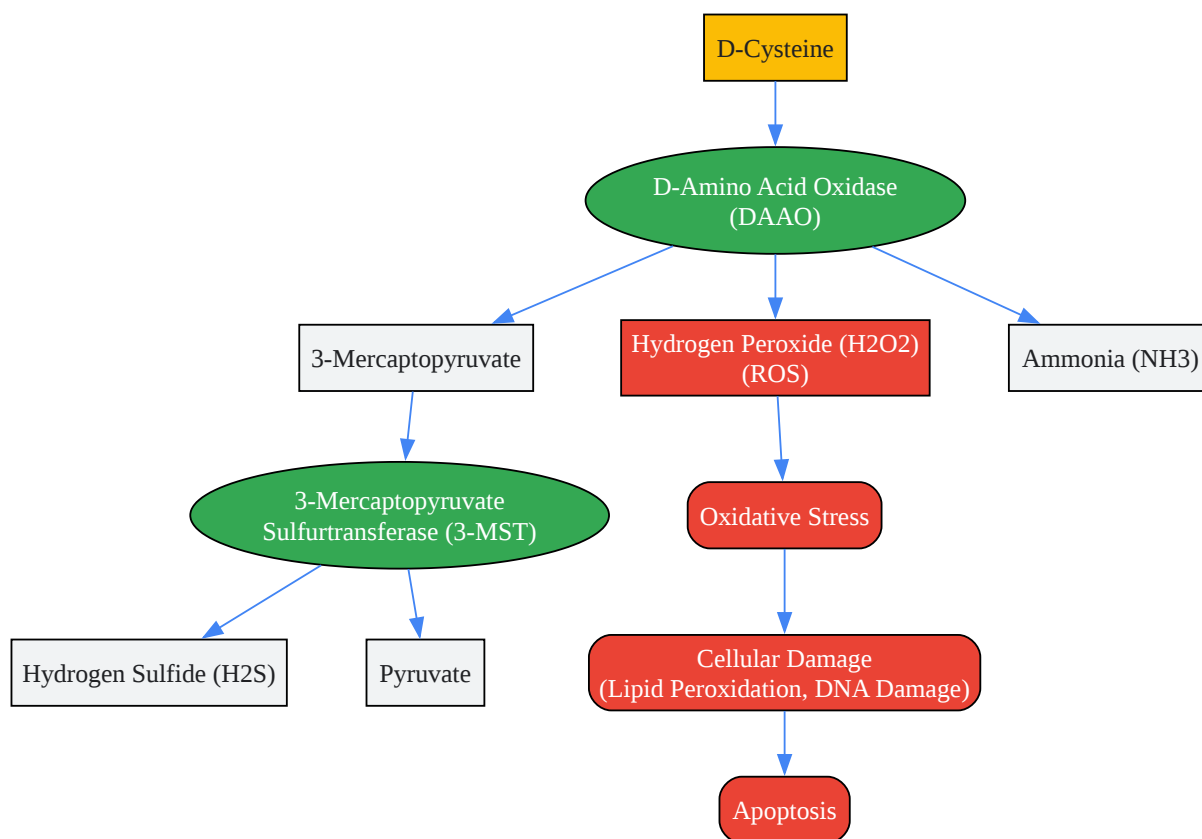 D-Cysteine
D-Amino Acid Oxidase
(DAAO)
3-Mercaptopyruvate
Hydrogen Peroxide (H2O2)
(ROS)
Ammonia (NH3)
3-Mercaptopyruvate
Sulfurtransferase (3-MST)
Oxidative Stress
Hydrogen Sulfide (H2S)
Pyruvate
Cellular Damage
(Lipid Peroxidation, DNA Damage)
Apoptosis